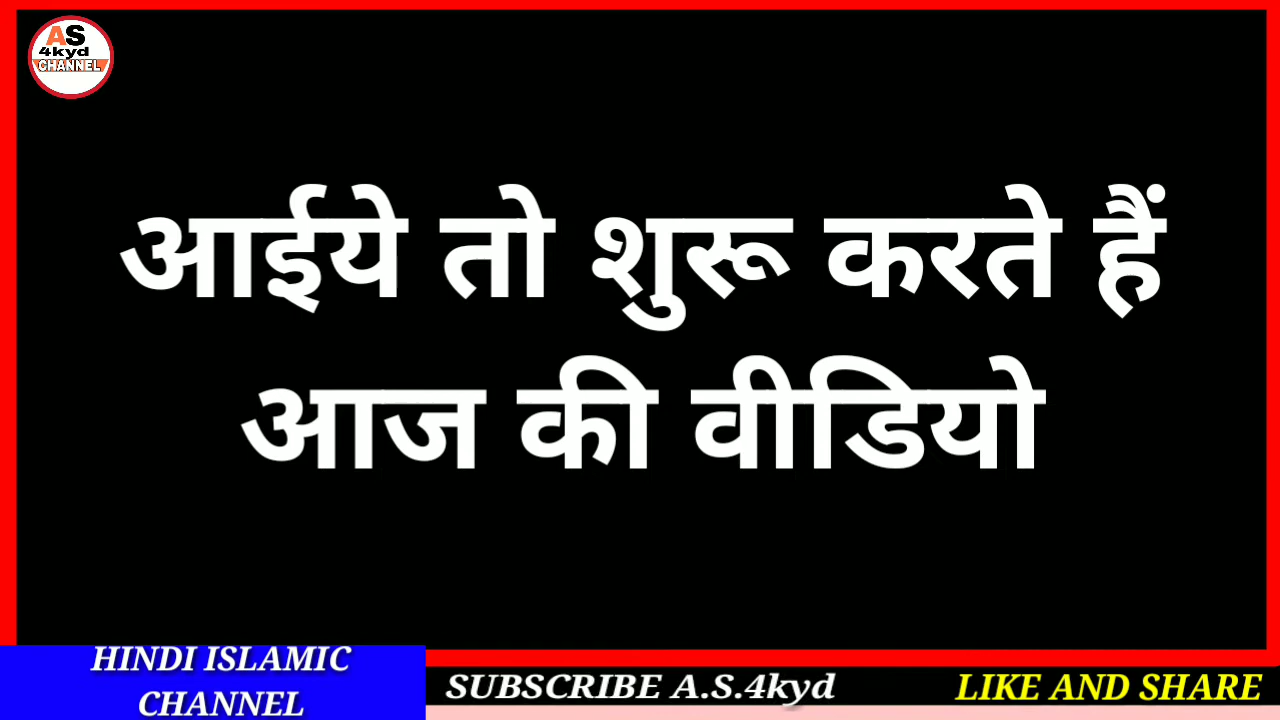 AS
4kyd
CHANNEL
आईये तो शुरू करते हैं
आज की वीडियो
HINDI ISLAMIC
CHANNEL
SUBSCRIBE A.S.4kyd
LIKE AND SHARE